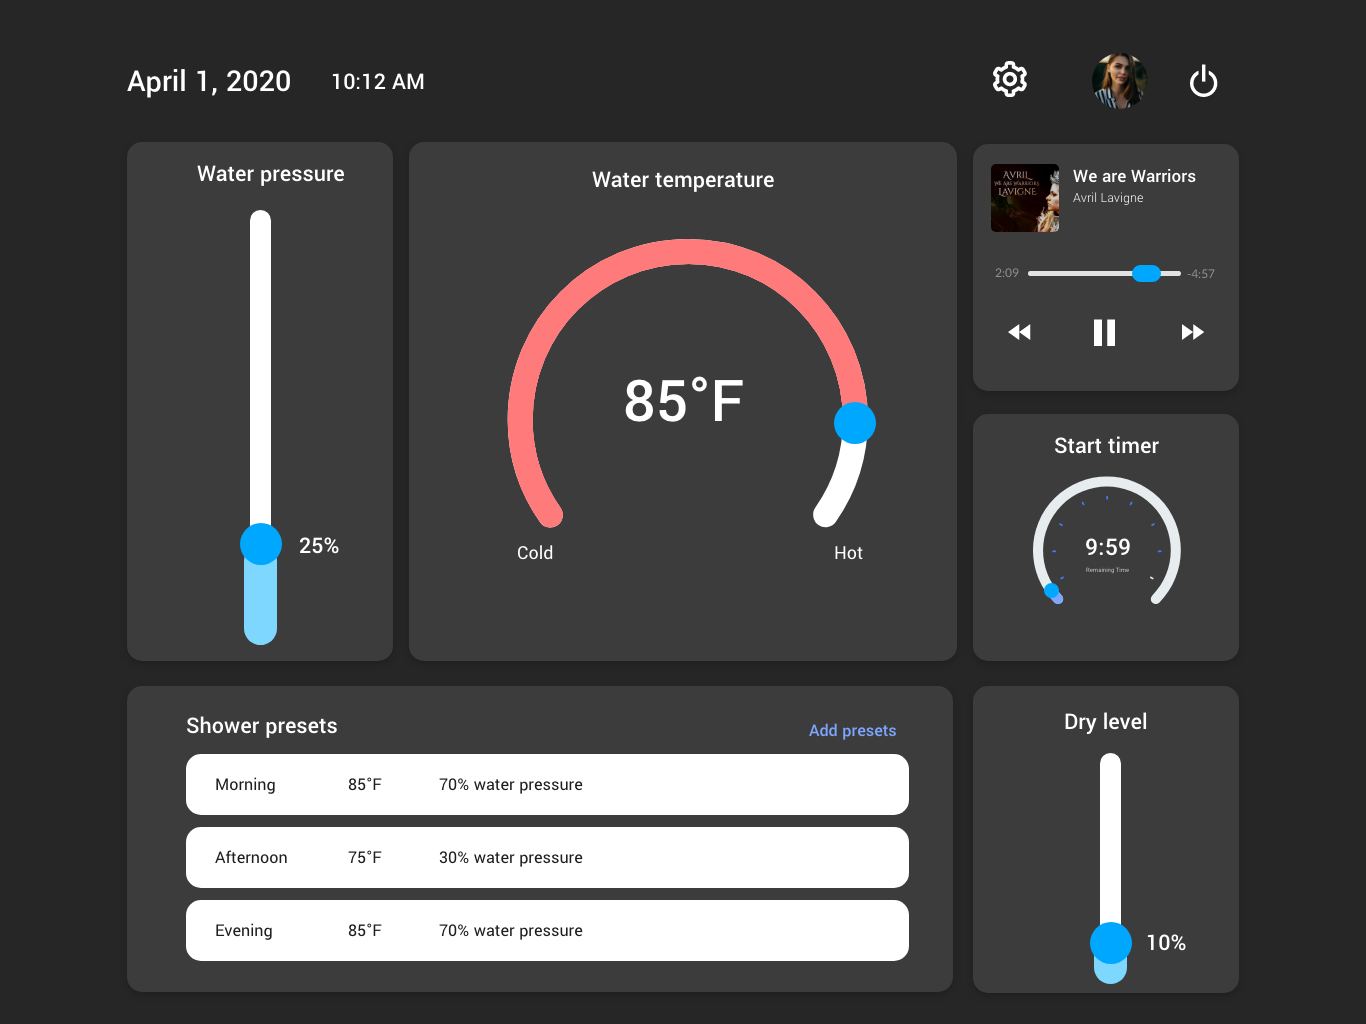 April 1, 2020
10:12 AM
Water pressure
25%
Water temperature
85°F
Cold
Hot
AVRIL
WE ARE WARRIORS
LAVIGNE
We are Warriors
Avril Lavigne
2:09
-4:57
Start timer
9:59
Remaining Time
Shower presets
Add presets
Morning 85°F 70% water pressure
Afternoon 75°F 30% water pressure
Evening 85°F 70% water pressure
Dry level
10%